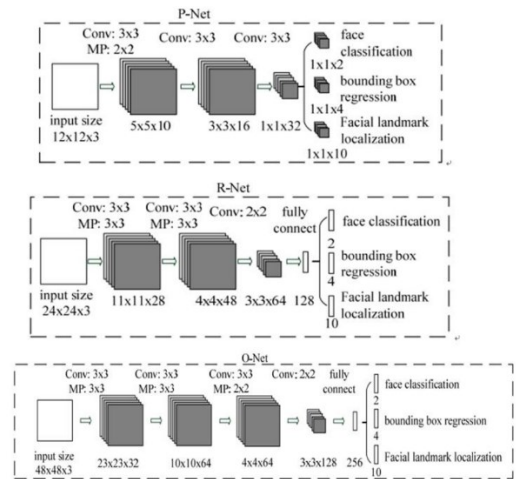 P-Net
Conv: 3x3 Conv: 3x3 Conv: 3x3
MP: 2x2
face
classification
1x1x2
bounding box
regression
1x1x4
Facial landmark
localization
1x1x10
input size
12x12x3
5x5x10
3x3x16
1x1x32
R-Net
Conv: 3x3 Conv: 3x3 Conv: 2x2 fully
MP: 3x3 MP: 3x3 connect
face classification
2
bounding box
regression
4
Facial landmark
localization
10
input size
24x24x3
11x11x28
4x4x48
3x3x64
128
O-Net
Conv: 3x3 Conv: 3x3 Conv: 3x3 Conv: 2x2 fully
MP: 3x3 MP: 3x3 MP: 2x2 connect
face classification
2
bounding box regression
4
Facial landmark localization
10
input size
48x48x3
23x23x32
10x10x64
4x4x64
3x3x128
256